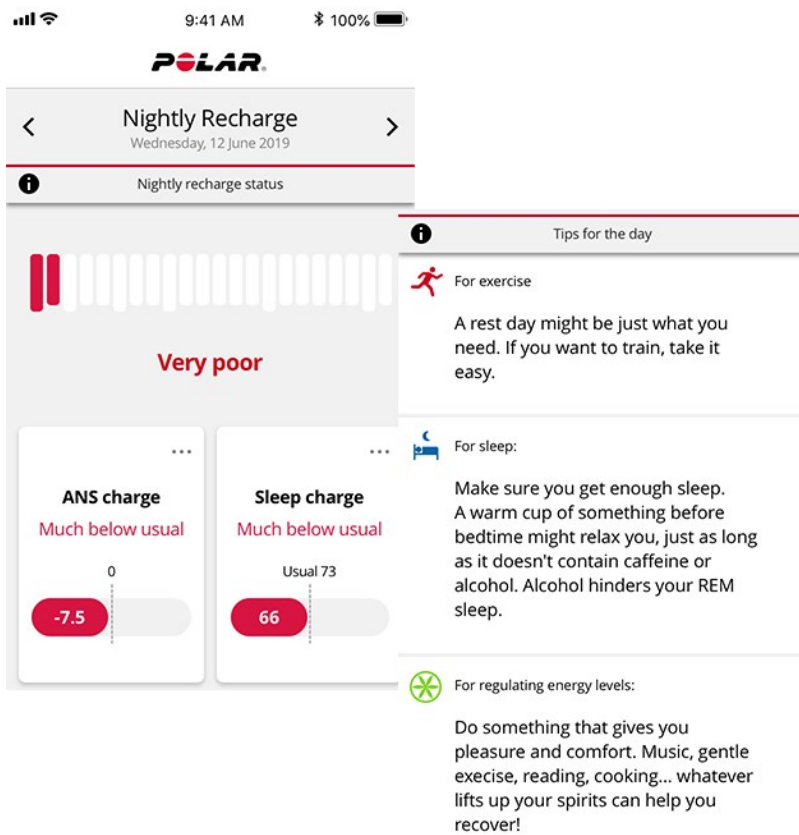 9:41 AM
100%
POLAR
Nightly Recharge
Wednesday, 12 June 2019
Nightly recharge status
Very poor
ANS charge
Much below usual
0
-7.5
Sleep charge
Much below usual
Usual 73
66
Tips for the day
For exercise
A rest day might be just what you
need. If you want to train, take it
easy.
For sleep:
Make sure you get enough sleep.
A warm cup of something before
bedtime might relax you, just as long
as it doesn't contain caffeine or
alcohol. Alcohol hinders your REM
sleep.
For regulating energy levels:
Do something that gives you
pleasure and comfort. Music, gentle
execise, reading, cooking... whatever
lifts up your spirits can help you
recover!